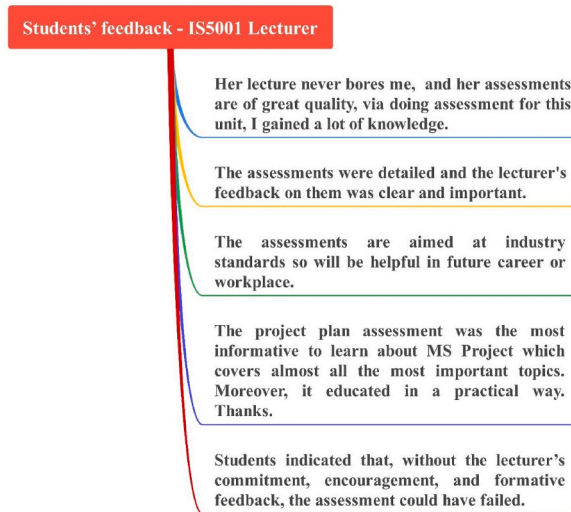 Students’ feedback - IS5001 Lecturer
Her lecture never bores me, and her assessments
are of great quality, via doing assessment for this
unit, I gained a lot of knowledge.
The assessments were detailed and the lecturer's
feedback on them was clear and important.
The assessments are aimed at industry
standards so will be helpful in future career or
workplace.
The project plan assessment was the most
informative to learn about MS Project which
covers almost all the most important topics.
Moreover, it educated in a practical way.
Thanks.
Students indicated that, without the lecturer’s
commitment, encouragement, and formative
feedback, the assessment could have failed.